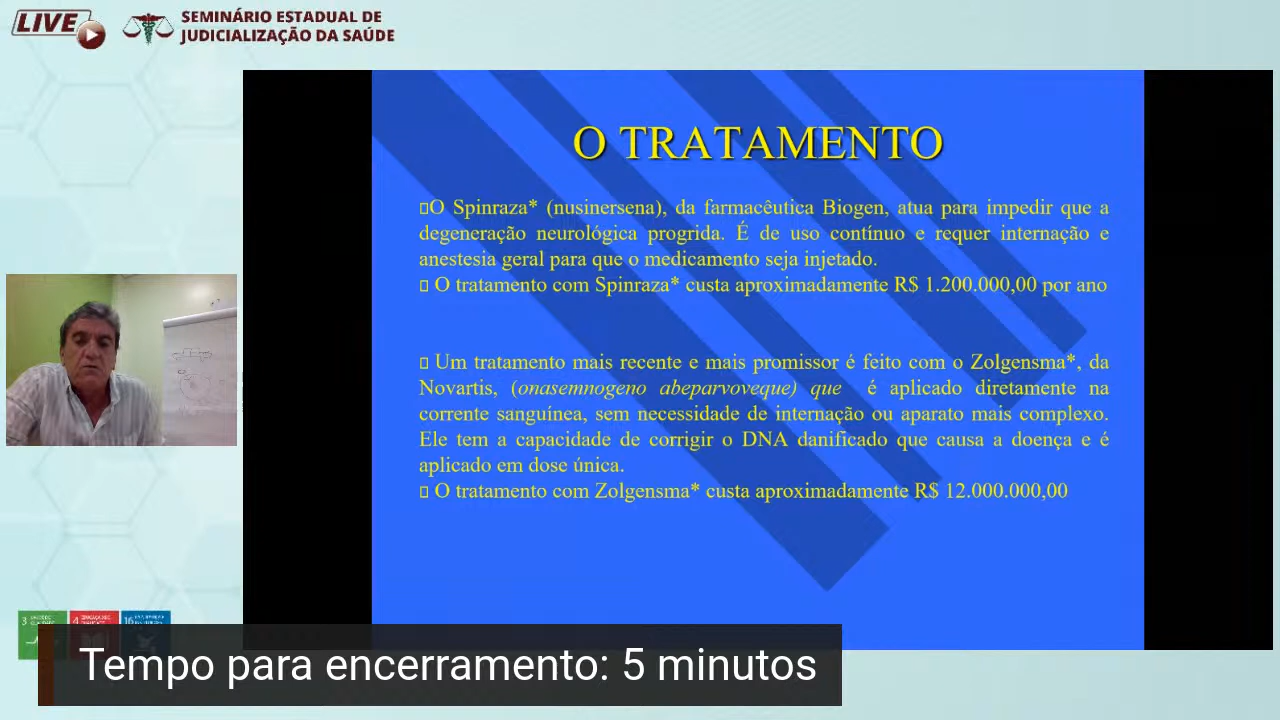 LIVE
SEMINÁRIO ESTADUAL DE
JUDICIALIZAÇÃO DA SAÚDE
O TRATAMENTO
▯O Spinraza* (nusinersena), da farmacêutica Biogen, atua para impedir que a
degeneração neurológica progrida. É de uso contínuo e requer internação e
anestesia geral para que o medicamento seja injetado.
▯ O tratamento com Spinraza* custa aproximadamente R$ 1.200.000,00 por ano
▯ Um tratamento mais recente e mais promissor é feito com o Zolgensma*, da
Novartis, (onasemnogeno abeparvoveque) que é aplicado diretamente na
corrente sanguínea, sem necessidade de internação ou aparato mais complexo.
Ele tem a capacidade de corrigir o DNA danificado que causa a doença e é
aplicado em dose única.
▯ O tratamento com Zolgensma* custa aproximadamente R$ 12.000.000,00
3
4
16
Tempo para encerramento: 5 minutos